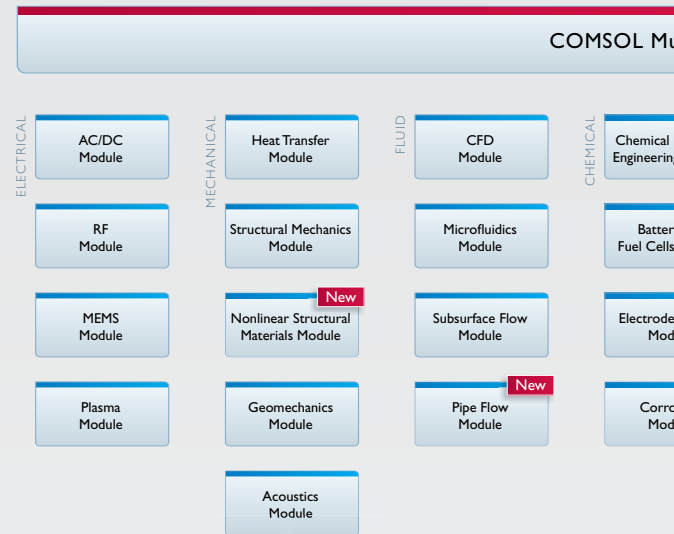 COMSOL Mu
ELECTRICAL
AC/DC
Module
RF
Module
MEMS
Module
Plasma
Module
MECHANICAL
Heat Transfer
Module
Structural Mechanics
Module
New
Nonlinear Structural
Materials Module
Geomechanics
Module
Acoustics
Module
FLUID
CFD
Module
Microfluidics
Module
Subsurface Flow
Module
New
Pipe Flow
Module
CHEMICAL
Chemical
Engineering
Batter
Fuel Cells
Electrode
Mod
Corro
Mod